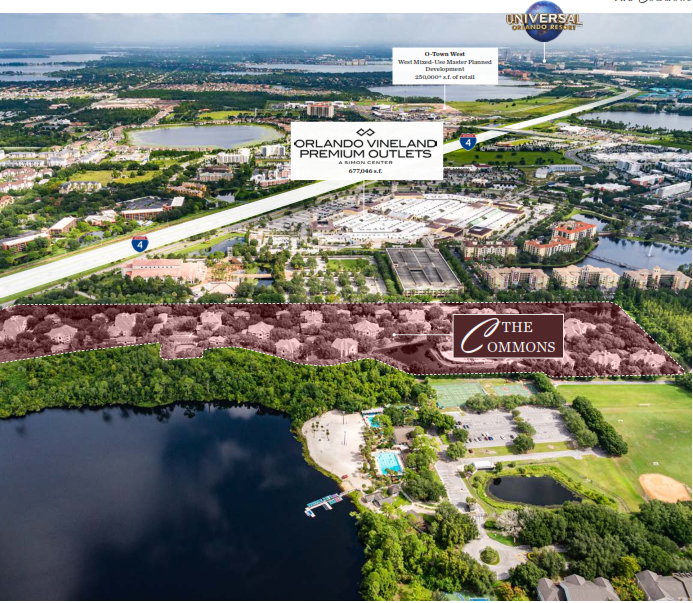 UNIVERSAL
ORLANDO RESORT
O-Town West
West Mixed-Use Master Planned
Development
250,000± s.f. of retail
ORLANDO VINELAND
PREMIUM OUTLETS
A SIMON CENTER
677,046 s.f.
4
4
THE
COMMONS